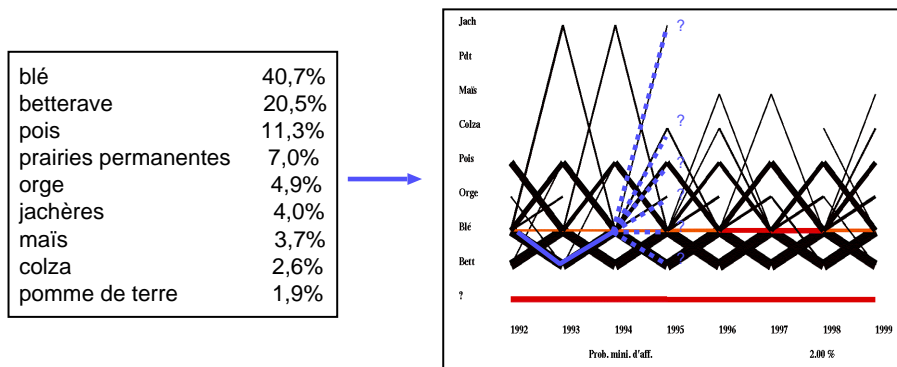 blé 40,7%
betterave 20,5%
pois 11,3%
prairies permanentes 7,0%
orge 4,9%
jachères 4,0%
maïs 3,7%
colza 2,6%
pomme de terre 1,9%
Jach
Pdt
Maïs
Colza
Pois
Orge
Blé
Bett
?
?
?
?
?
?
?
1992 1993 1994 1995 1996 1997 1998 1999
Prob. mini. d'aff. 2.00 %